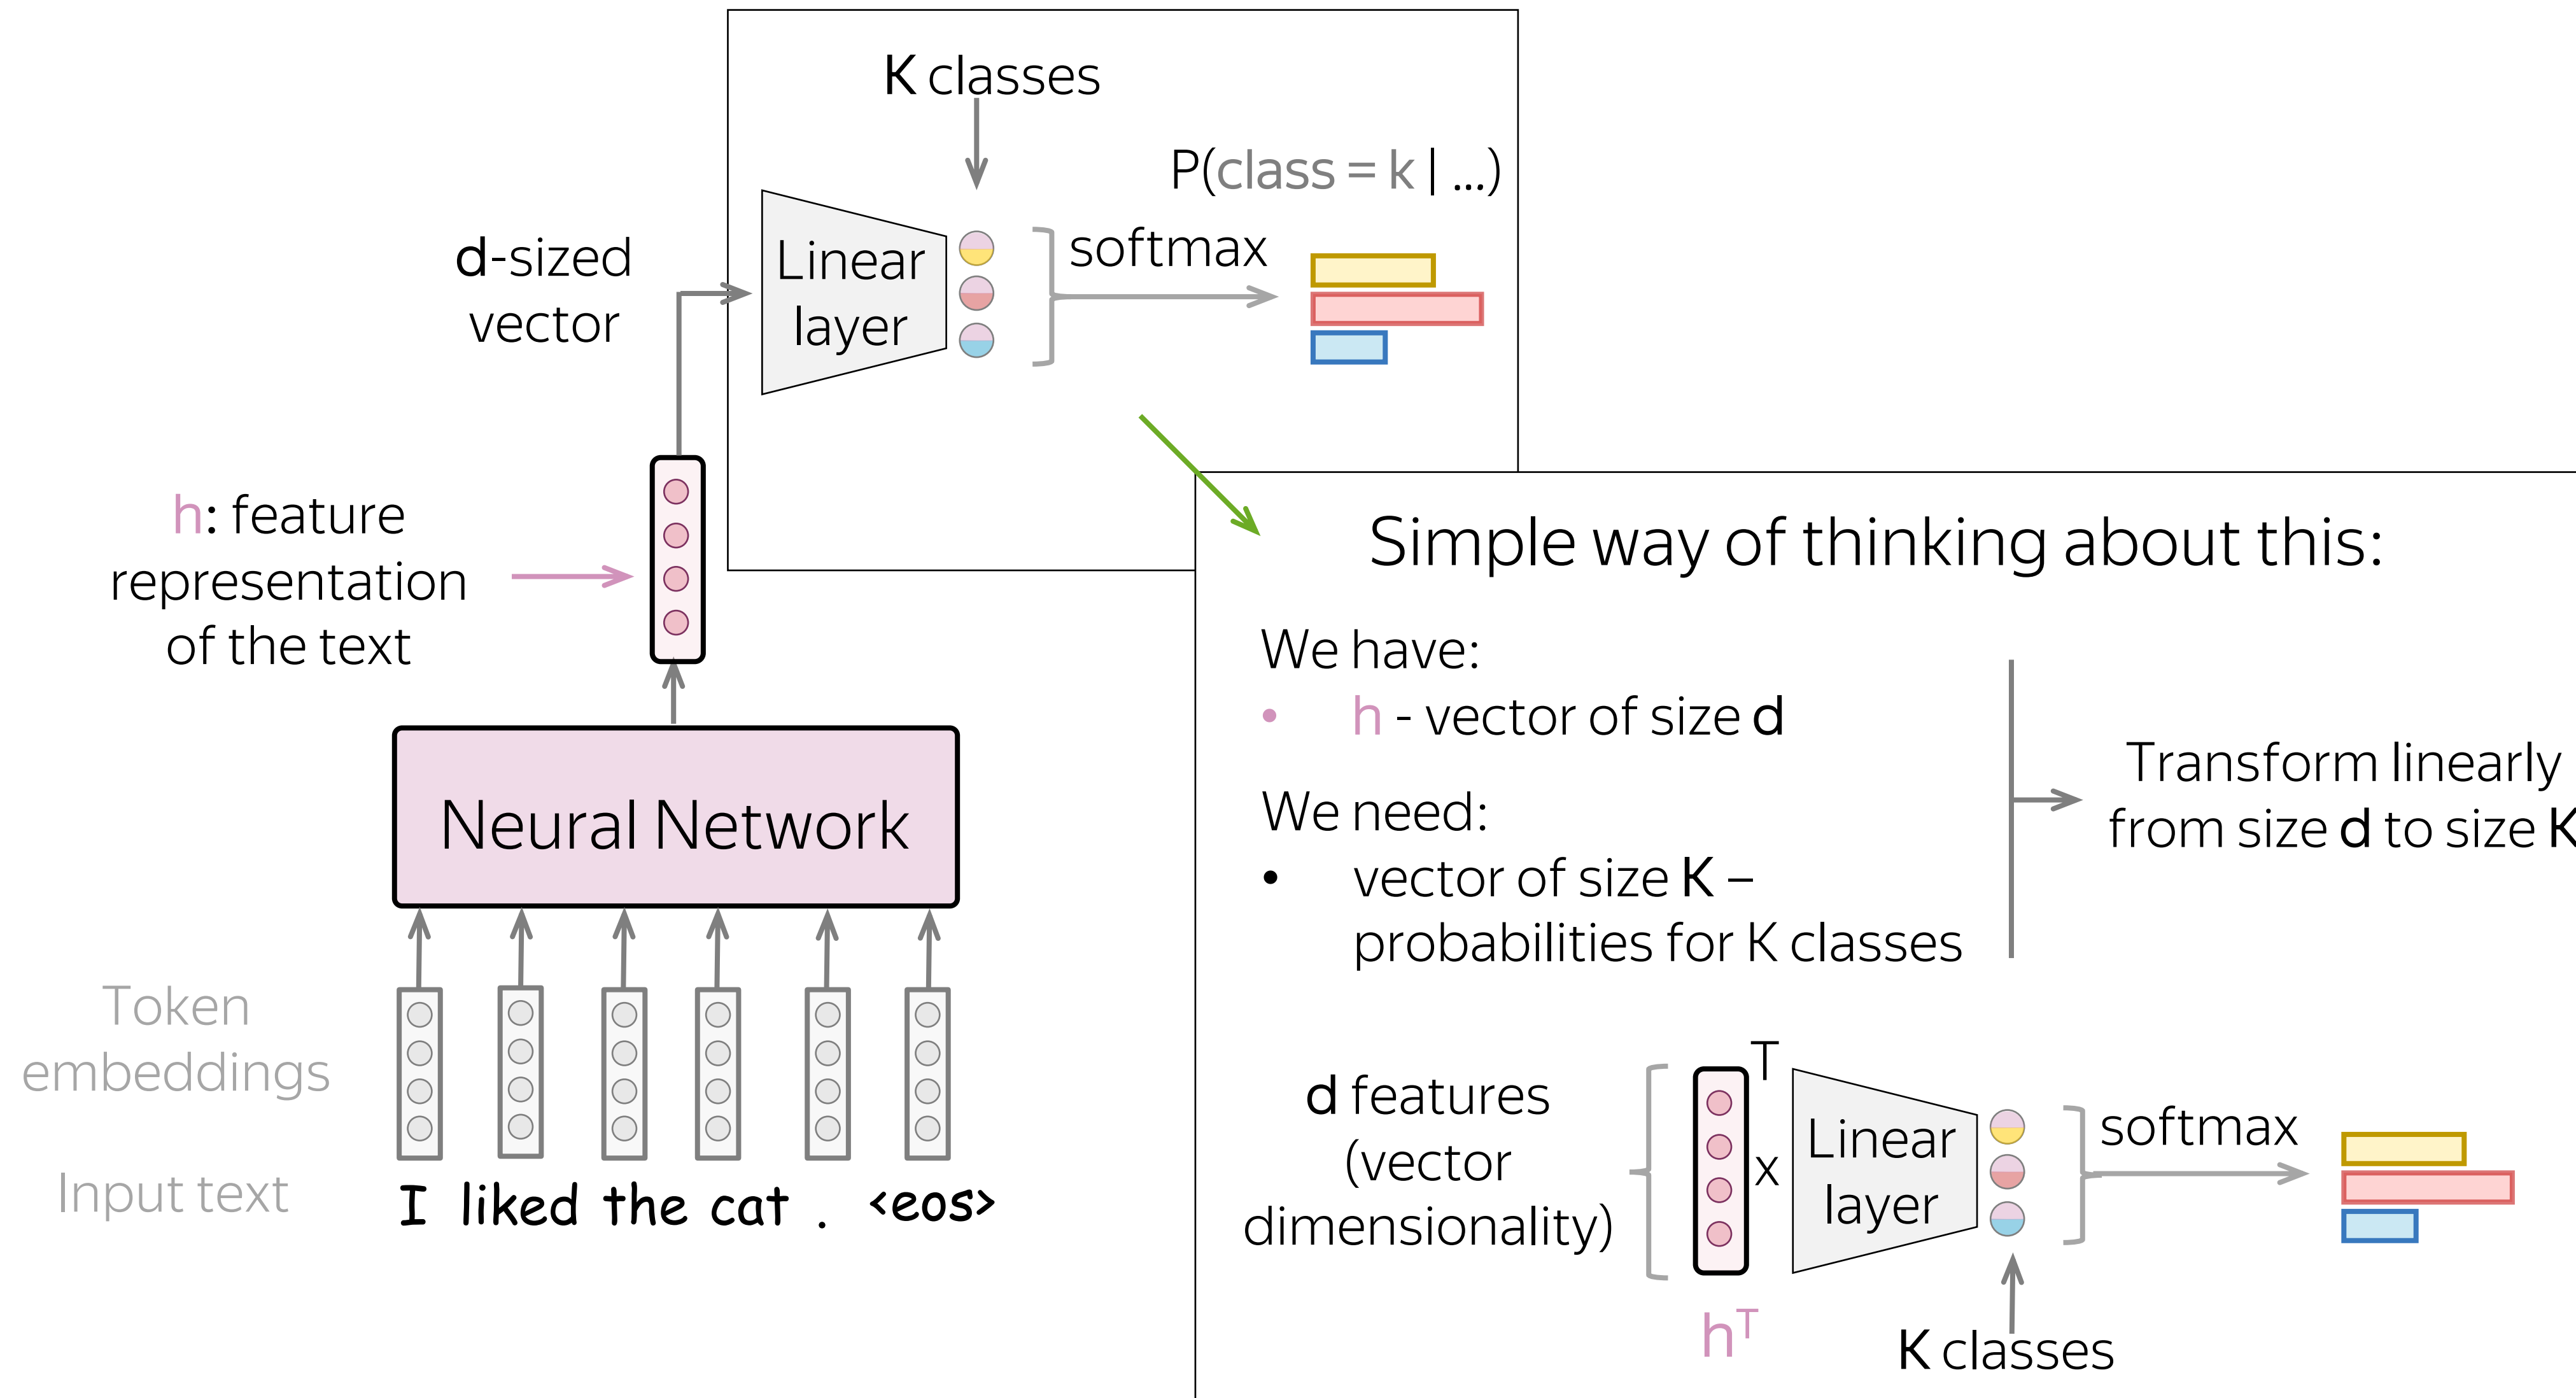 K classes
P(class = k | ...)
d-sized
vector
Linear
layer
softmax
h: feature
representation
of the text
Neural Network
Token
embeddings
Input text
I liked the cat . <eos>
Simple way of thinking about this:
We have:
• h - vector of size d
We need:
• vector of size K –
probabilities for K classes
Transform linearly
from size d to size K
d features
(vector
dimensionality)
T
x
Linear
layer
softmax
hᵀ
K classes